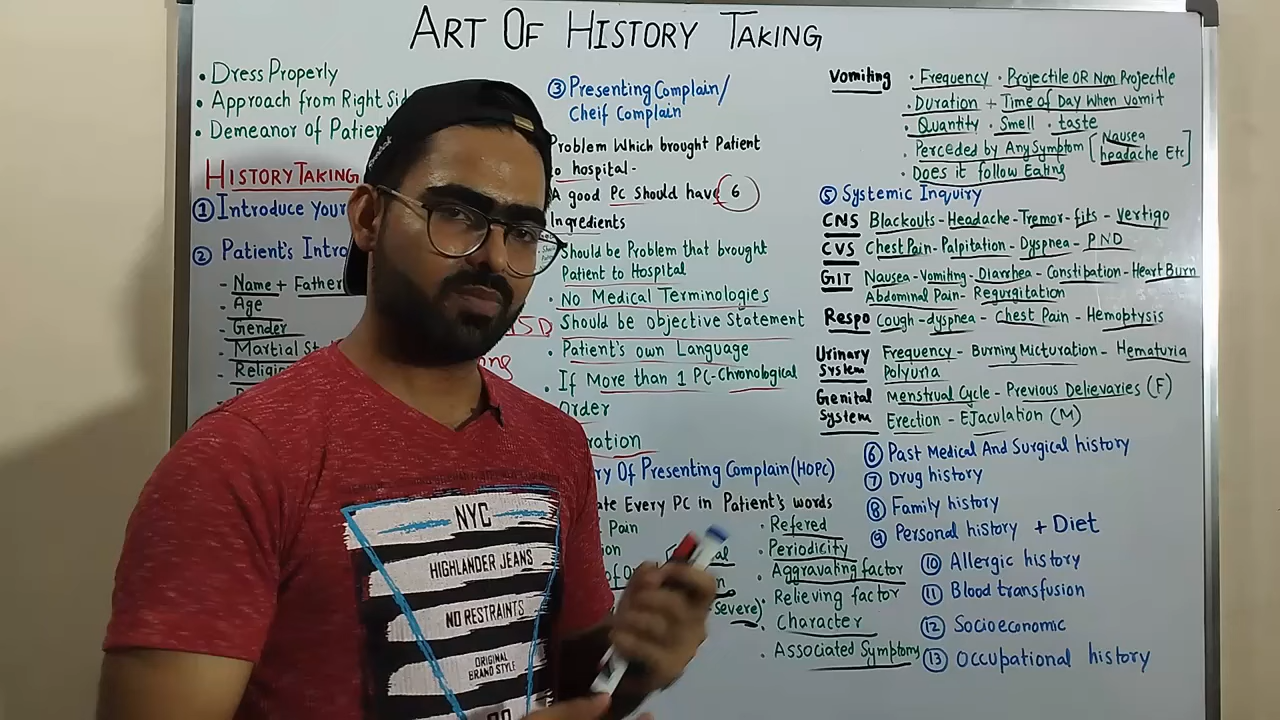 ART OF HISTORY TAKING
• Dress Properly
• Approach from Right
• Demeanor of Patien
HISTORY TAKING
① Introduce Your
② Patient's Intro
- Name + Father
- Age
- Gender
- Martial
- Religio
③ Presenting Complain/
Cheif Complain
Problem Which brought Patient
hospital-
A good PC Should have 6
Ingredients
Should be Problem that brought
Patient to Hospital
• No Medical Terminologies
Should be objective Statement
• Patient's own Language
• If More than 1 PC-Chronological
Order
ration
ry Of Presenting Complain (HOPC)
ate Every PC in Patient's words
Pain
Severe)
• Refered
• Periodicity
• Aggravating factor
• Relieving factor
• Character
• Associated Symptoms
Vomiting • Frequency • Projectile OR Non Projectile
• Duration + Time of Day When vomit
• Quantity • Smell • taste
• Perceded by Any Symptom [Nausea
headache Etc]
• Does it follow Eating
⑤ Systemic Inquiry
CNS Blackouts-Headache-Tremor-fits-Vertigo
CVS Chest Pain-Palpitation-Dyspnea-PND
GIT Nausea-Vomiting-Diarrhea-Constipation-Heart Burn
Abdominal Pain-Regurgitation
Respo Cough-dyspnea-Chest Pain-Hemoptysis
Urinary System Frequency-Burning Micturation-Hematuria
Polyuria
Genital System Menstrual Cycle-Previous Delievaries (F)
Erection-EJaculation (M)
⑥ Past Medical And Surgical history
⑦ Drug history
⑧ Family history
⑨ Personal history + Diet
⑩ Allergic history
⑪ Blood transfusion
⑫ Socioeconomic
⑬ Occupational history
NYC
HIGHLANDER JEANS
NO RESTRAINTS
ORIGINAL
BRAND STYLE